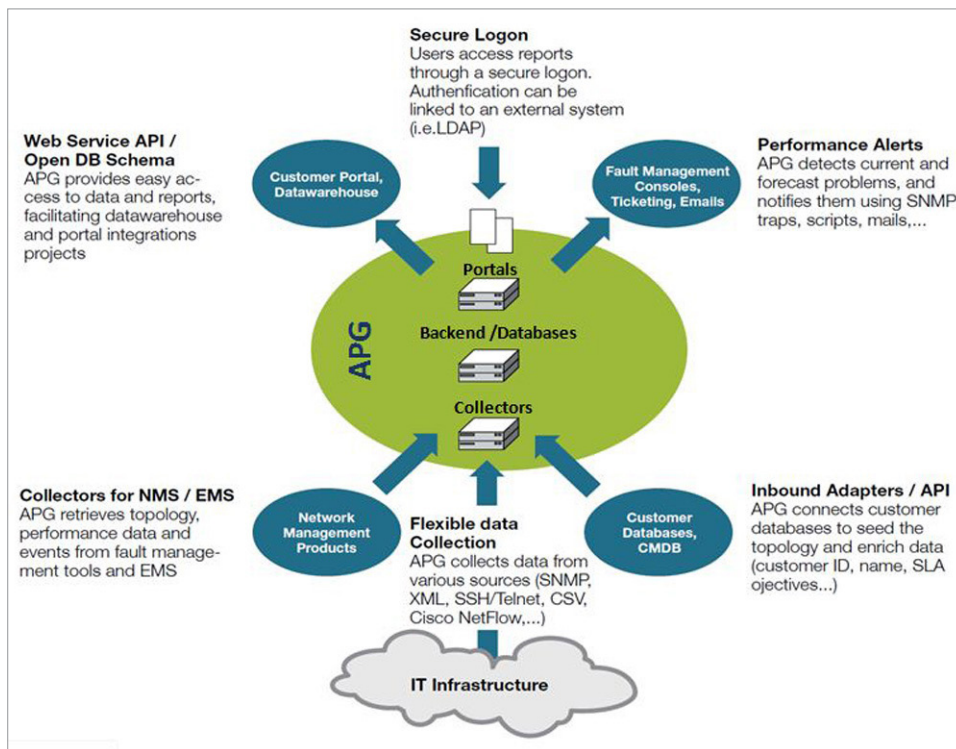 Secure Logon
Users access reports
through a secure logon.
Authenfication can be
linked to an external system
(i.e.LDAP)
Web Service API /
Open DB Schema
APG provides easy ac-
cess to data and reports,
facilitating datawarehouse
and portal integrations
projects
Customer Portal,
Datawarehouse
Fault Management
Consoles,
Ticketing, Emails
Performance Alerts
APG detects current and
forecast problems, and
notifies them using SNMP
traps, scripts, mails,...
Portals
APG
Backend /Databases
Collectors
Collectors for NMS / EMS
APG retrieves topology,
performance data and
events from fault manage-
ment tools and EMS
Network
Management
Products
Flexible data
Collection
APG collects data from
various sources (SNMP,
XML, SSH/Telnet, CSV,
Cisco NetFlow,...)
Customer
Databases,
CMDB
Inbound Adapters / API
APG connects customer
databases to seed the
topology and enrich data
(customer ID, name, SLA
ojectives...)
IT Infrastructure